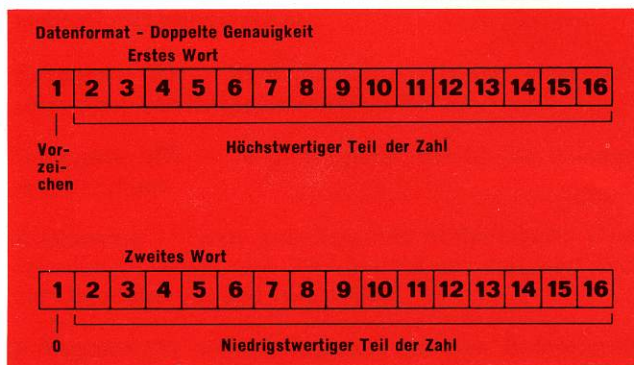 Datenformat - Doppelte Genauigkeit
Erstes Wort
1 2 3 4 5 6 7 8 9 10 11 12 13 14 15 16
Vor-
zei-
chen
Höchstwertiger Teil der Zahl
Zweites Wort
1 2 3 4 5 6 7 8 9 10 11 12 13 14 15 16
0
Niedrigstwertiger Teil der Zahl